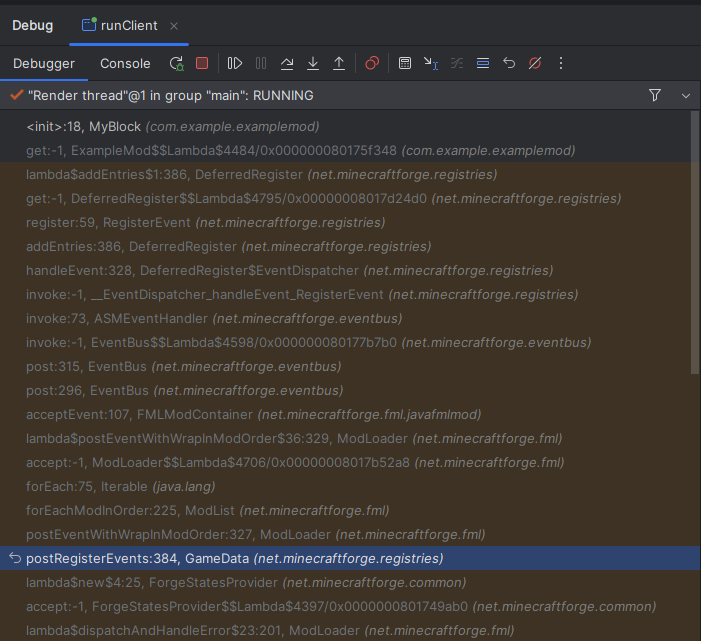 Debug runClient
Debugger Console
"Render thread"@1 in group "main": RUNNING
<init>:18, MyBlock (com.example.examplemod)
get:-1, ExampleMod$$Lambda$4484/0x000000080175f348 (com.example.examplemod)
lambda$addEntries$1:386, DeferredRegister (net.minecraftforge.registries)
get:-1, DeferredRegister$$Lambda$4795/0x00000008017d24d0 (net.minecraftforge.registries)
register:59, RegisterEvent (net.minecraftforge.registries)
addEntries:386, DeferredRegister (net.minecraftforge.registries)
handleEvent:328, DeferredRegister$EventDispatcher (net.minecraftforge.registries)
invoke:-1, __EventDispatcher_handleEvent_RegisterEvent (net.minecraftforge.registries)
invoke:73, ASMEventHandler (net.minecraftforge.eventbus)
invoke:-1, EventBus$$Lambda$4598/0x000000080177b7b0 (net.minecraftforge.eventbus)
post:315, EventBus (net.minecraftforge.eventbus)
post:296, EventBus (net.minecraftforge.eventbus)
acceptEvent:107, FMLModContainer (net.minecraftforge.fml.javafmlmod)
lambda$postEventWithWrapInModOrder$36:329, ModLoader (net.minecraftforge.fml)
accept:-1, ModLoader$$Lambda$4706/0x00000008017b52a8 (net.minecraftforge.fml)
forEach:75, Iterable (java.lang)
forEachModInOrder:225, ModList (net.minecraftforge.fml)
postEventWithWrapInModOrder:327, ModLoader (net.minecraftforge.fml)
postRegisterEvents:384, GameData (net.minecraftforge.registries)
lambda$new$4:25, ForgeStatesProvider (net.minecraftforge.common)
accept:-1, ForgeStatesProvider$$Lambda$4397/0x0000000801749ab0 (net.minecraftforge.common)
lambda$dispatchAndHandleError$23:201, ModLoader (net.minecraftforge.fml)